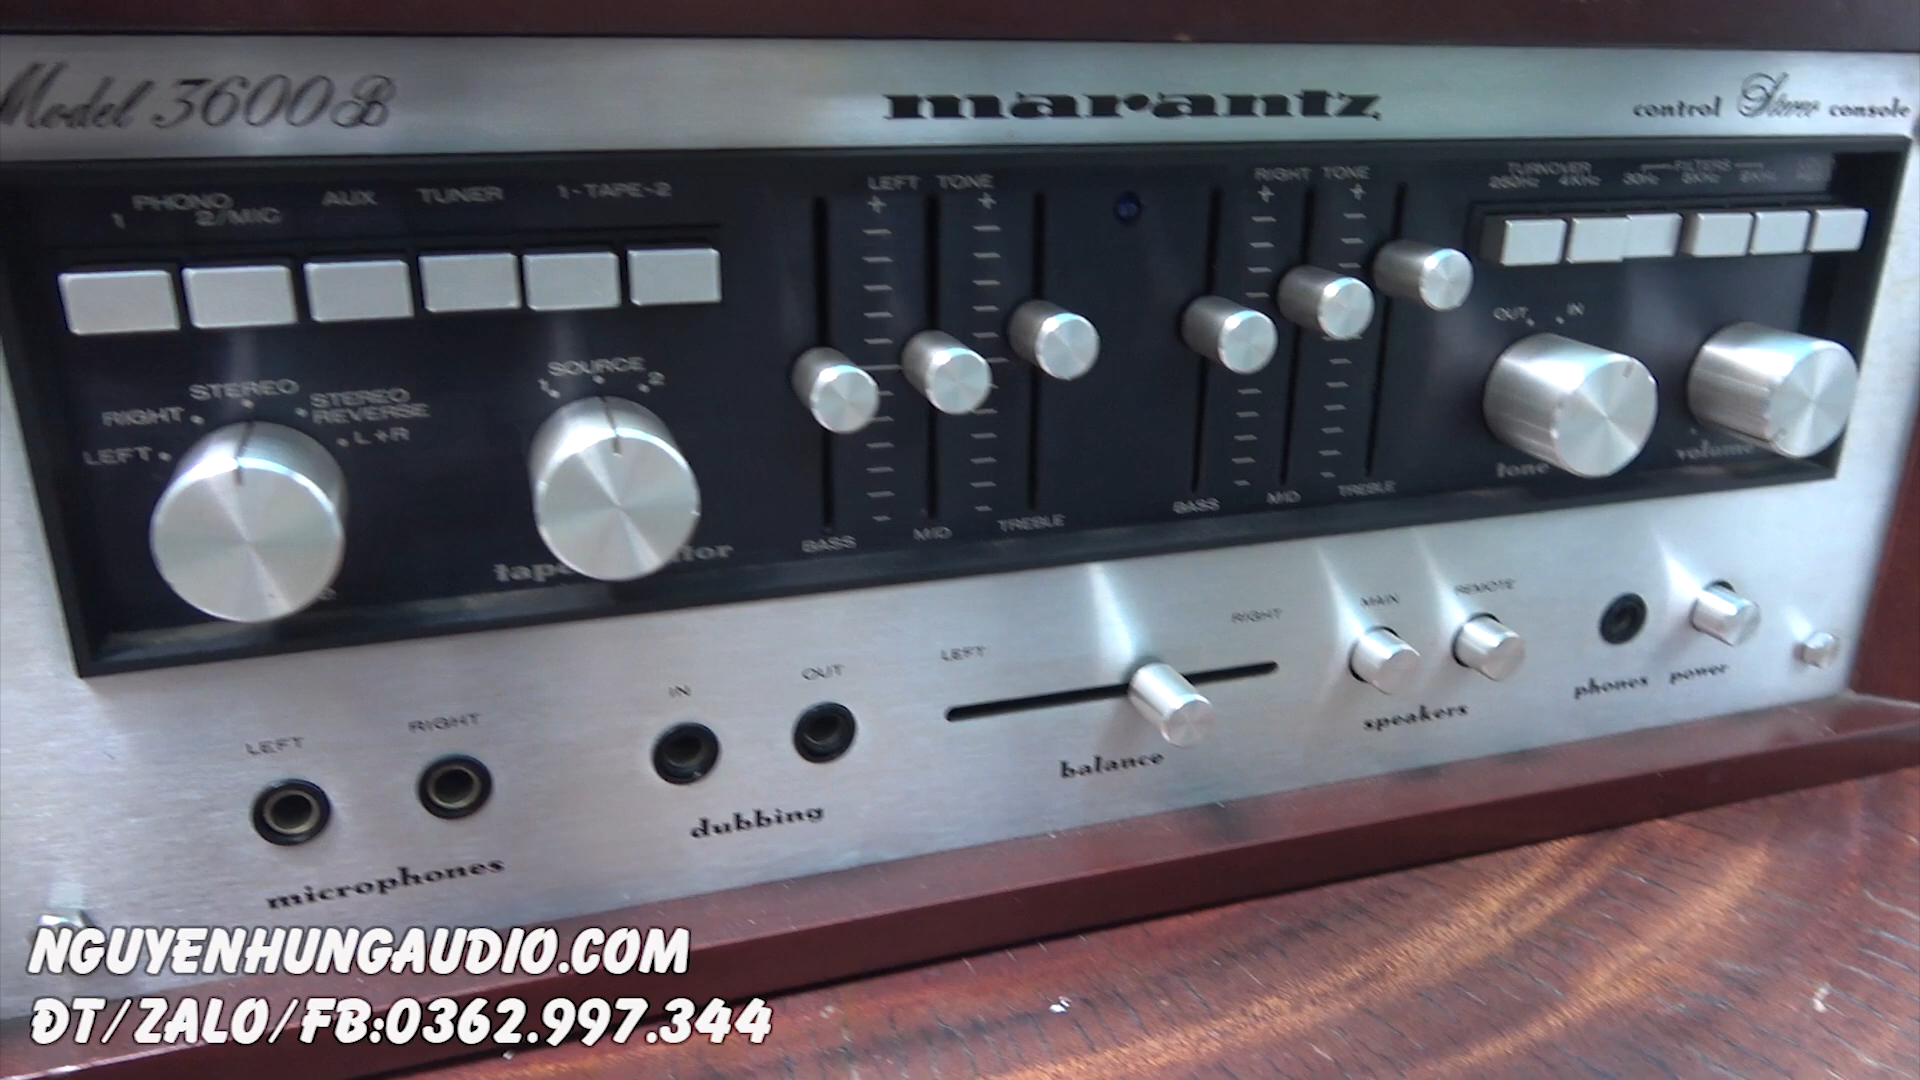 Model 3600B
marantz
control Stereo console
PHONO
1 2/MIC
AUX
TUNER
1-TAPE-2
LEFT TONE
+ +
RIGHT TONE
+ +
TURNOVER
250Hz 4KHz
FILTERS
30Hz
OUT IN
LEFT
RIGHT
STEREO
STEREO
REVERSE
L+R
SOURCE
1 2
BASS MID TREBLE
BASS MID TREBLE
tone
volume
LEFT RIGHT
microphones
IN OUT
dubbing
LEFT RIGHT
balance
MAIN REMOTE
speakers
phones
power
NGUYENHUNGAUDIO.COM
ĐT/ZALO/FB:0362.997.344